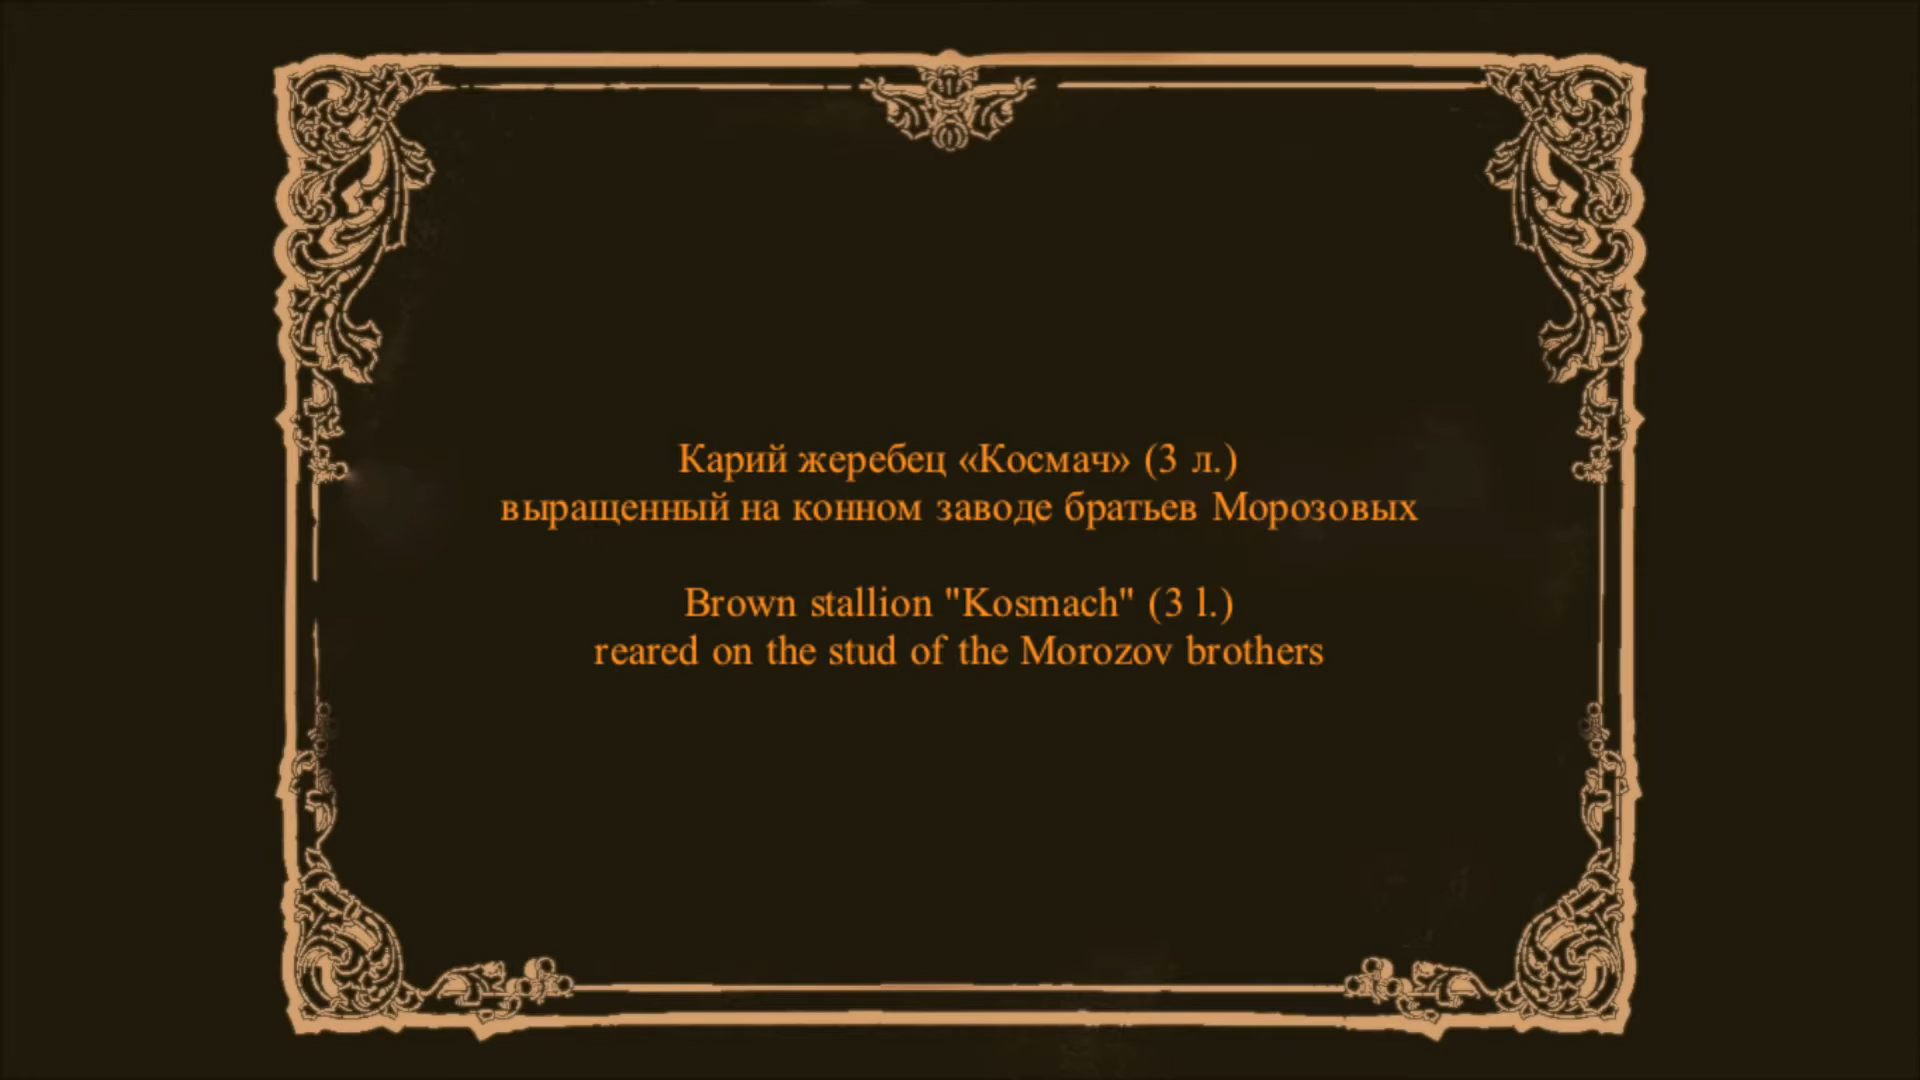 Карий жеребец «Космач» (3 л.)
выращенный на конном заводе братьев Морозовых
Brown stallion "Kosmach" (3 l.)
reared on the stud of the Morozov brothers